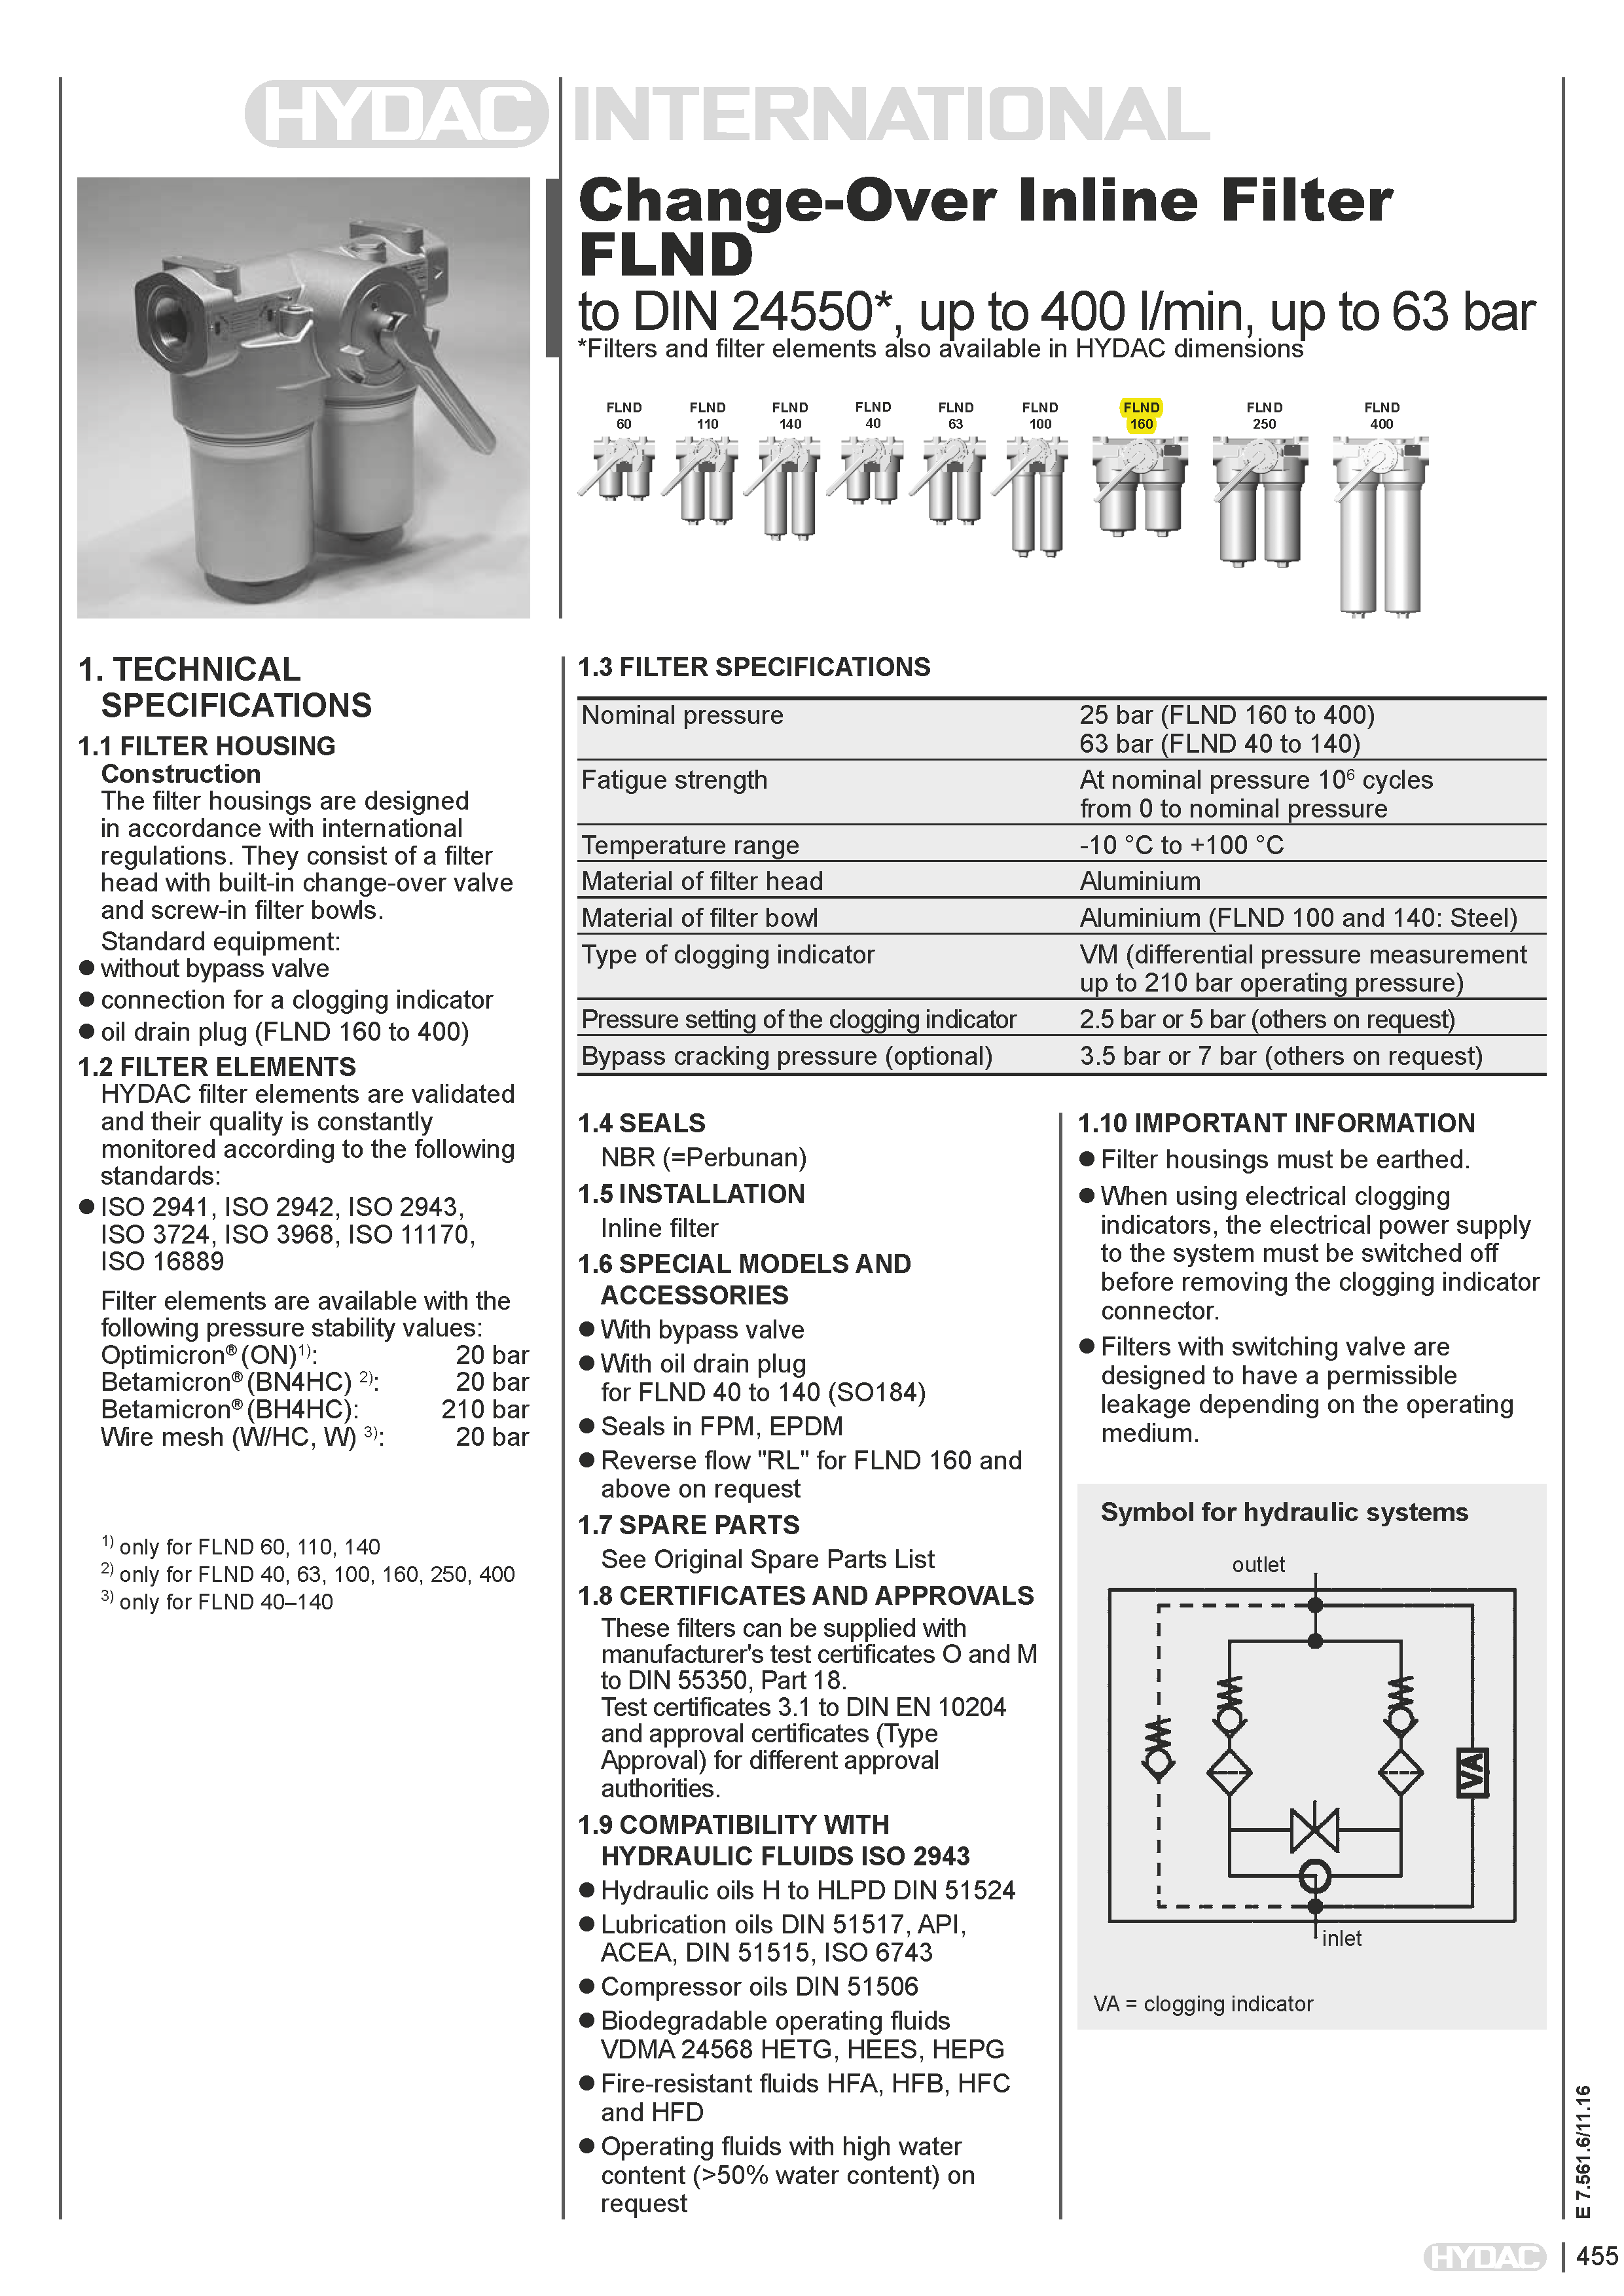 HYDAC INTERNATIONAL
Change-Over Inline Filter
FLND
to DIN 24550*, up to 400 l/min, up to 63 bar
*Filters and filter elements also available in HYDAC dimensions
FLND 60
FLND 110
FLND 140
FLND 40
FLND 63
FLND 100
FLND 160
FLND 250
FLND 400
1. TECHNICAL
SPECIFICATIONS
1.1 FILTER HOUSING
Construction
The filter housings are designed
in accordance with international
regulations. They consist of a filter
head with built-in change-over valve
and screw-in filter bowls.
Standard equipment:
● without bypass valve
● connection for a clogging indicator
● oil drain plug (FLND 160 to 400)
1.2 FILTER ELEMENTS
HYDAC filter elements are validated
and their quality is constantly
monitored according to the following
standards:
● ISO 2941, ISO 2942, ISO 2943,
ISO 3724, ISO 3968, ISO 11170,
ISO 16889
Filter elements are available with the
following pressure stability values:
Optimicron® (ON)1): 20 bar
Betamicron® (BN4HC) 2): 20 bar
Betamicron® (BH4HC): 210 bar
Wire mesh (W/HC, W) 3): 20 bar
1) only for FLND 60, 110, 140
2) only for FLND 40, 63, 100, 160, 250, 400
3) only for FLND 40–140
1.3 FILTER SPECIFICATIONS
Nominal pressure 25 bar (FLND 160 to 400)
63 bar (FLND 40 to 140)
Fatigue strength At nominal pressure 10⁶ cycles
from 0 to nominal pressure
Temperature range -10 °C to +100 °C
Material of filter head Aluminium
Material of filter bowl Aluminium (FLND 100 and 140: Steel)
Type of clogging indicator VM (differential pressure measurement
up to 210 bar operating pressure)
Pressure setting of the clogging indicator 2.5 bar or 5 bar (others on request)
Bypass cracking pressure (optional) 3.5 bar or 7 bar (others on request)
1.4 SEALS
NBR (=Perbunan)
1.5 INSTALLATION
Inline filter
1.6 SPECIAL MODELS AND
ACCESSORIES
● With bypass valve
● With oil drain plug
for FLND 40 to 140 (SO184)
● Seals in FPM, EPDM
● Reverse flow "RL" for FLND 160 and
above on request
1.7 SPARE PARTS
See Original Spare Parts List
1.8 CERTIFICATES AND APPROVALS
These filters can be supplied with
manufacturer's test certificates O and M
to DIN 55350, Part 18.
Test certificates 3.1 to DIN EN 10204
and approval certificates (Type
Approval) for different approval
authorities.
1.9 COMPATIBILITY WITH
HYDRAULIC FLUIDS ISO 2943
● Hydraulic oils H to HLPD DIN 51524
● Lubrication oils DIN 51517, API,
ACEA, DIN 51515, ISO 6743
● Compressor oils DIN 51506
● Biodegradable operating fluids
VDMA 24568 HETG, HEES, HEPG
● Fire-resistant fluids HFA, HFB, HFC
and HFD
● Operating fluids with high water
content (>50% water content) on
request
1.10 IMPORTANT INFORMATION
● Filter housings must be earthed.
● When using electrical clogging
indicators, the electrical power supply
to the system must be switched off
before removing the clogging indicator
connector.
● Filters with switching valve are
designed to have a permissible
leakage depending on the operating
medium.
Symbol for hydraulic systems
outlet
VA
inlet
VA = clogging indicator
E 7.561.6/11.16
HYDAC 455